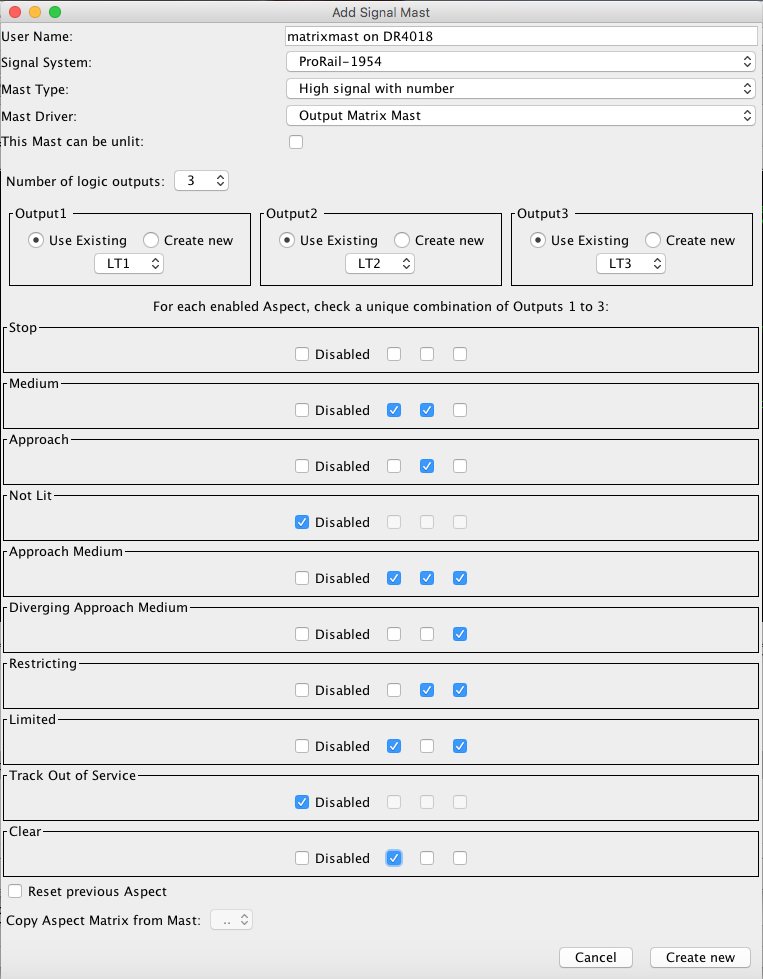 Add Signal Mast
User Name: matrixmast on DR4018
Signal System: ProRail-1954
Mast Type: High signal with number
Mast Driver: Output Matrix Mast
This Mast can be unlit:
Number of logic outputs: 3
Output1 Output2 Output3
Use Existing Create new Use Existing Create new Use Existing Create new
LT1 LT2 LT3
For each enabled Aspect, check a unique combination of Outputs 1 to 3:
Stop
Disabled
Medium
Disabled
Approach
Disabled
Not Lit
Disabled
Approach Medium
Disabled
Diverging Approach Medium
Disabled
Restricting
Disabled
Limited
Disabled
Track Out of Service
Disabled
Clear
Disabled
Reset previous Aspect
Copy Aspect Matrix from Mast: ..
Cancel Create new